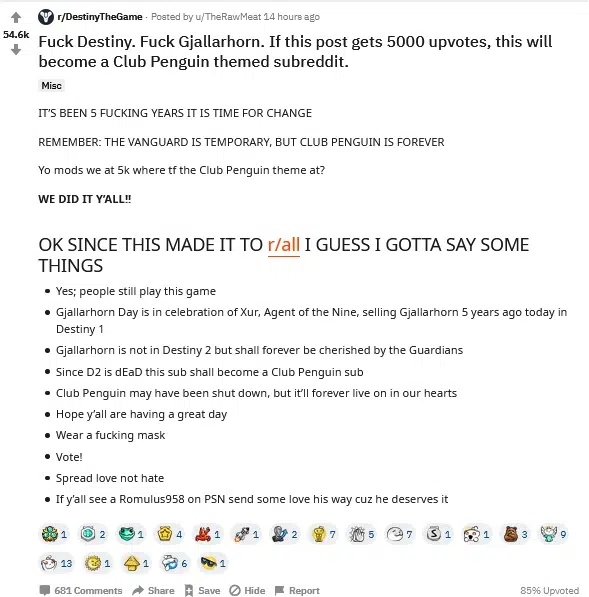 r/DestinyTheGame · Posted by u/TheRawMeat 14 hours ago
54.6k
Fuck Destiny. Fuck Gjallarhorn. If this post gets 5000 upvotes, this will
become a Club Penguin themed subreddit.
Misc
IT'S BEEN 5 FUCKING YEARS IT IS TIME FOR CHANGE
REMEMBER: THE VANGUARD IS TEMPORARY, BUT CLUB PENGUIN IS FOREVER
Yo mods we at 5k where tf the Club Penguin theme at?
WE DID IT Y'ALL!!
OK SINCE THIS MADE IT TO r/all I GUESS I GOTTA SAY SOME
THINGS
• Yes; people still play this game
• Gjallarhorn Day is in celebration of Xur, Agent of the Nine, selling Gjallarhorn 5 years ago today in
Destiny 1
• Gjallarhorn is not in Destiny 2 but shall forever be cherished by the Guardians
• Since D2 is dEaD this sub shall become a Club Penguin sub
• Club Penguin may have been shut down, but it'll forever live on in our hearts
• Hope y'all are having a great day
• Wear a fucking mask
• Vote!
• Spread love not hate
• If y'all see a Romulus958 on PSN send some love his way cuz he deserves it
1 2 1 4 1 1 2 7 5 7 S 1 1 3 9
13 1 1 6 1
681 Comments Share Save Hide Report 85% Upvoted